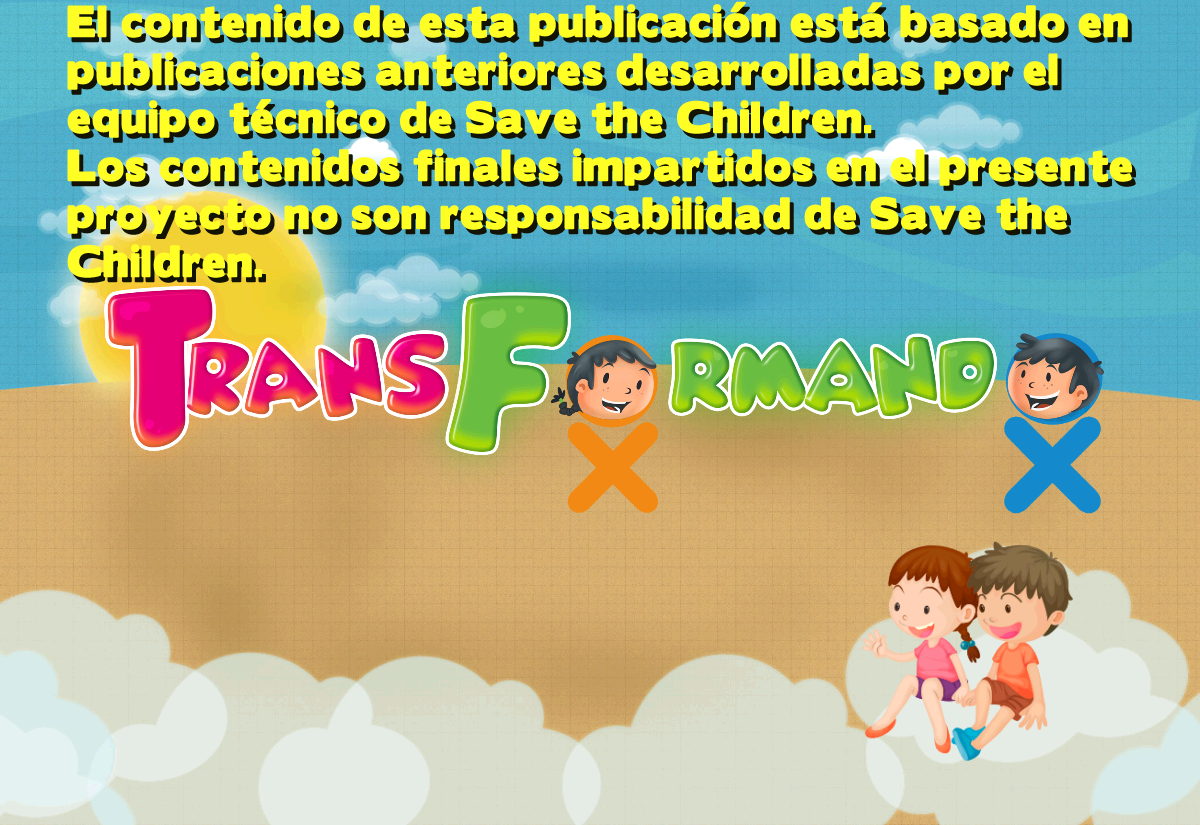 El contenido de esta publicación está basado en
publicaciones anteriores desarrolladas por el
equipo técnico de Save the Children.
Los contenidos finales impartidos en el presente
proyecto no son responsabilidad de Save the
Children.
TRANSFORMANDO